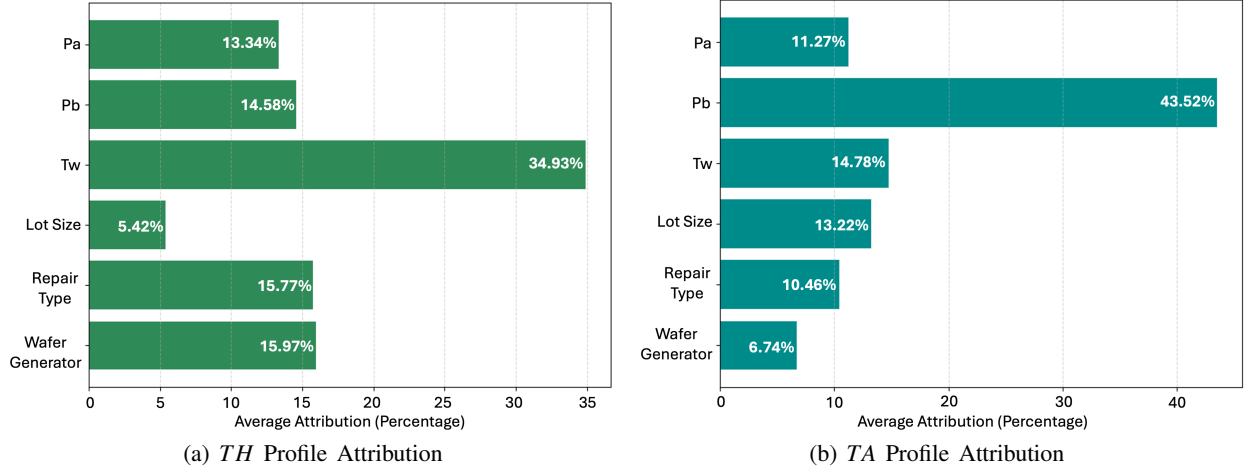 Pa
13.34%
Pb
14.58%
Tw
34.93%
Lot Size
5.42%
Repair
Type
15.77%
Wafer
Generator
15.97%
0 5 10 15 20 25 30 35
Average Attribution (Percentage)
(a) TH Profile Attribution
Pa
11.27%
Pb
43.52%
Tw
14.78%
Lot Size
13.22%
Repair
Type
10.46%
Wafer
Generator
6.74%
0 10 20 30 40
Average Attribution (Percentage)
(b) TA Profile Attribution